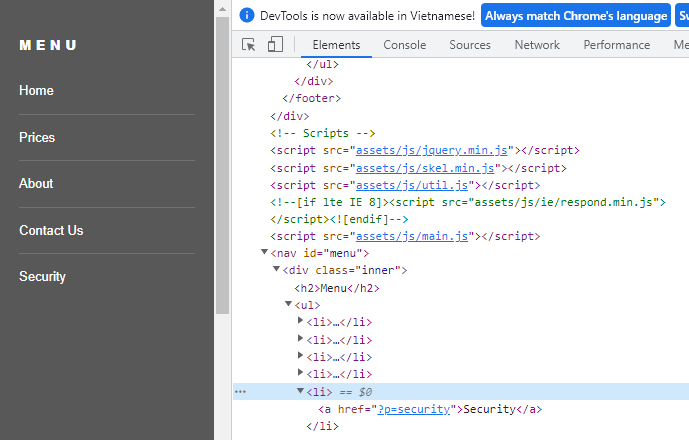 MENU
Home
Prices
About
Contact Us
Security
DevTools is now available in Vietnamese! Always match Chrome's language
Elements Console Sources Network Performance
</ul>
</div>
</footer>
</div>
<!-- Scripts -->
<script src="assets/js/jquery.min.js"></script>
<script src="assets/js/skel.min.js"></script>
<script src="assets/js/util.js"></script>
<!--[if lte IE 8]><script src="assets/js/ie/respond.min.js">
</script><![endif]-->
<script src="assets/js/main.js"></script>
<nav id="menu">
<div class="inner">
<h2>Menu</h2>
<ul>
<li>…</li>
<li>…</li>
<li>…</li>
<li>…</li>
<li> == $0
<a href="?p=security">Security</a>
</li>